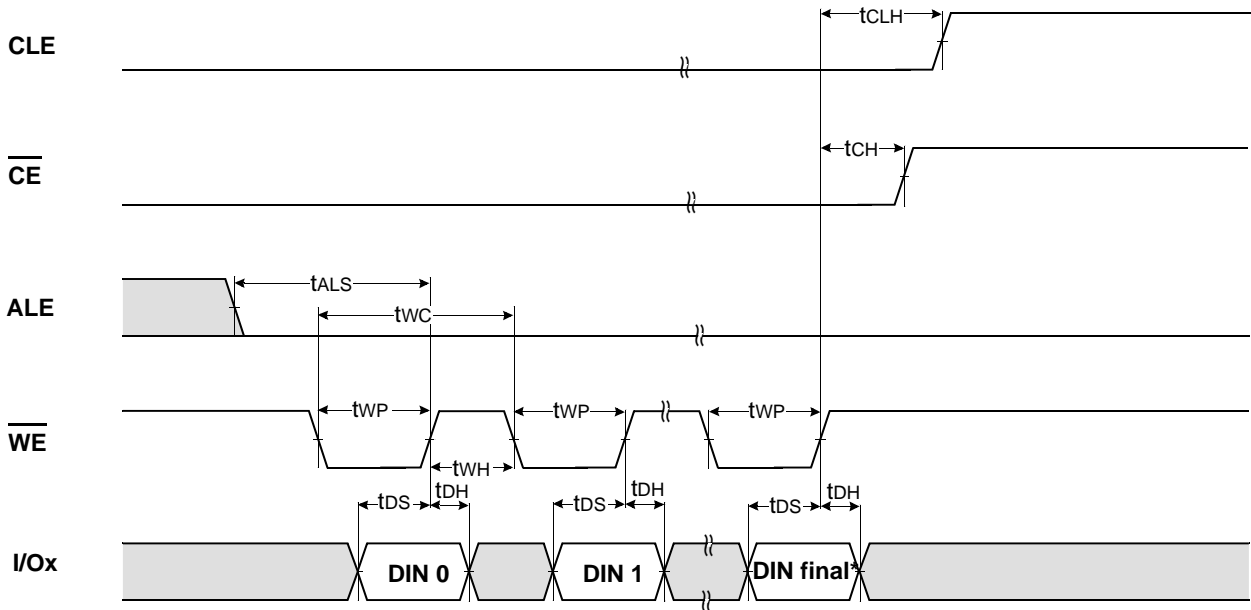 tCLH
CLE
tCH
CE
tALS
ALE
tWC
tWP
tWP
tWP
WE
tWH
tDS
tDH
tDS
tDH
tDS
tDH
I/Ox
DIN 0
DIN 1
DIN final*